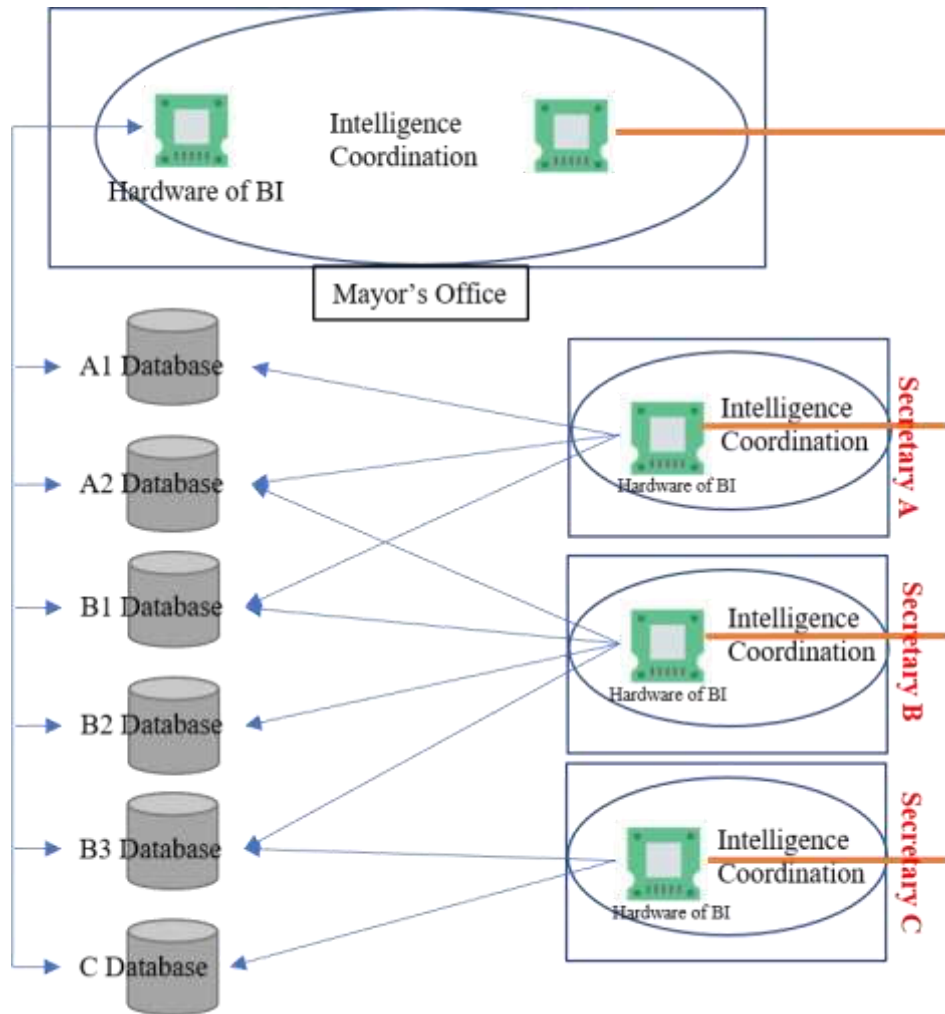 Intelligence
Coordination
Hardware of BI
Mayor's Office
A1 Database
A2 Database
B1 Database
B2 Database
B3 Database
C Database
Intelligence
Coordination
Hardware of BI
Secretary A
Intelligence
Coordination
Hardware of BI
Secretary B
Intelligence
Coordination
Hardware of BI
Secretary C